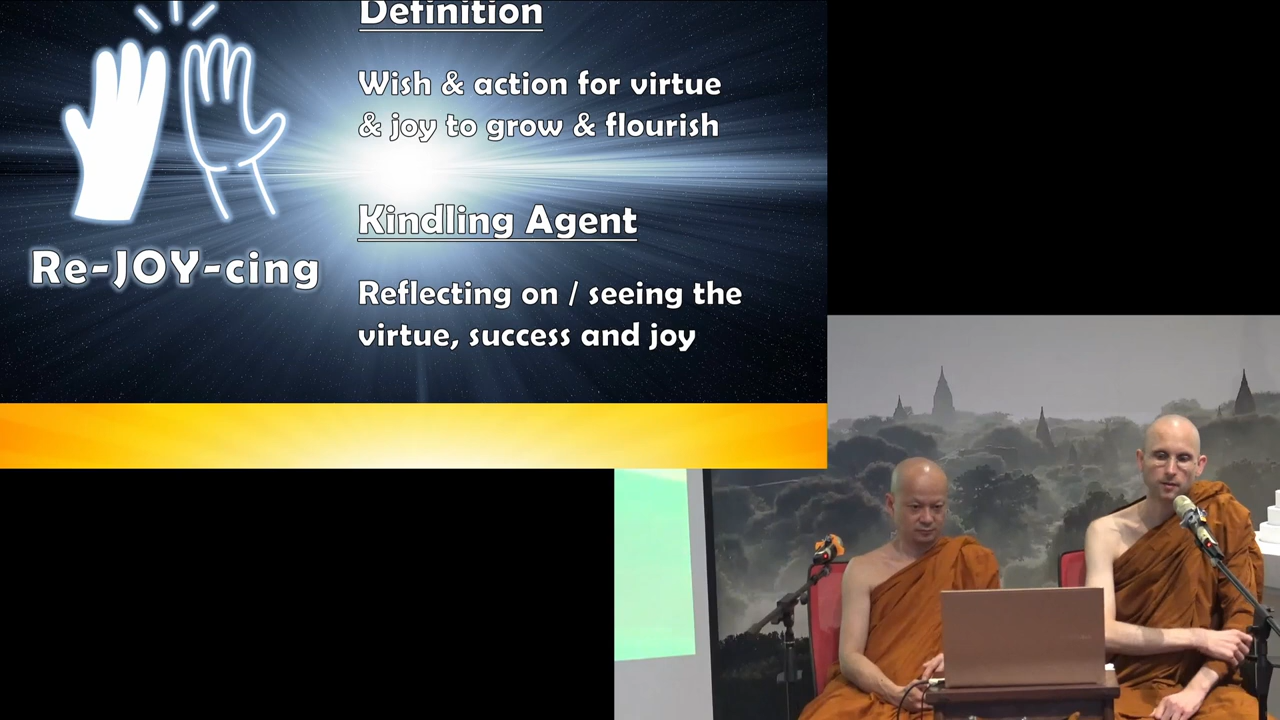 Definition
Wish & action for virtue
& joy to grow & flourish
Kindling Agent
Re-JOY-cing
Reflecting on / seeing the
virtue, success and joy